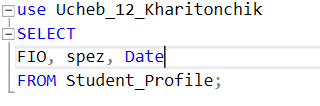 use Ucheb_12_Kharitonchik
SELECT
FIO, spez, Date
FROM Student_Profile;